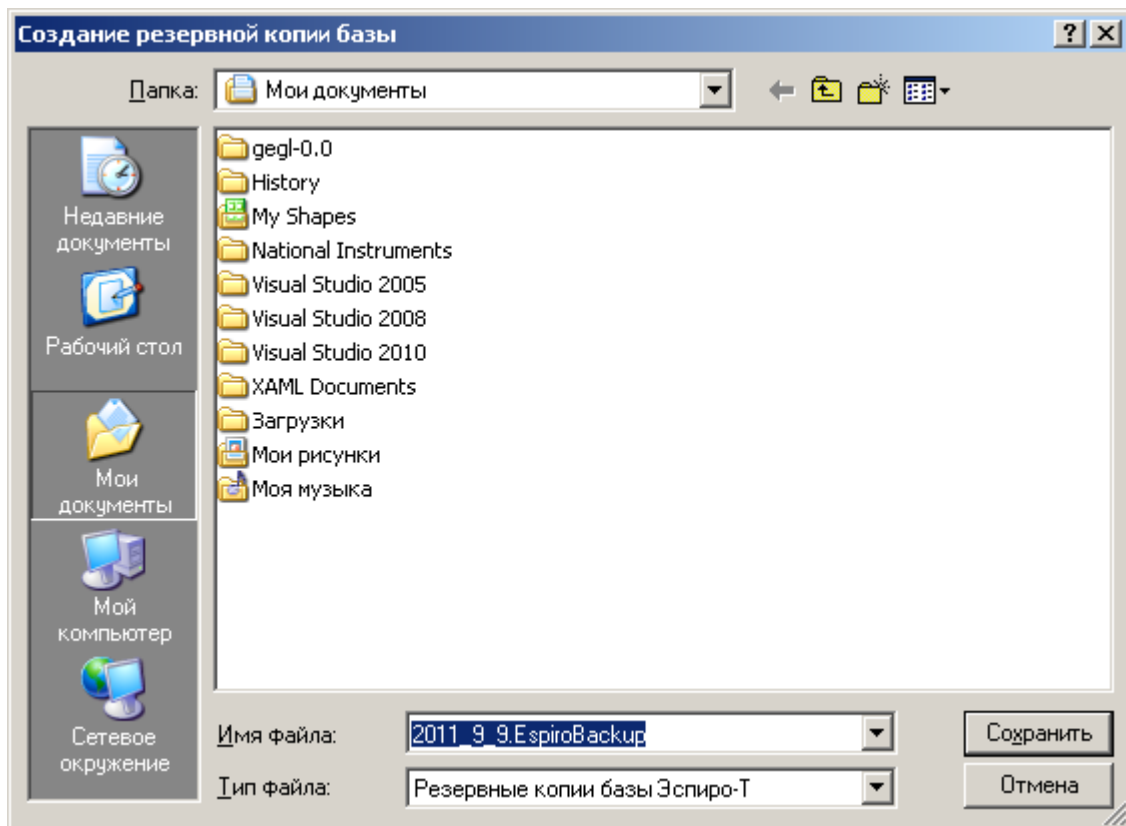 Создание резервной копии базы
Папка: Мои документы
Недавние
документы
Рабочий стол
Мои
документы
Мой
компьютер
Сетевое
окружение
gegl-0.0
History
My Shapes
National Instruments
Visual Studio 2005
Visual Studio 2008
Visual Studio 2010
XAML Documents
Загрузки
Мои рисунки
Моя музыка
Имя файла: 2011_9_9.EspiroBackup Сохранить
Тип файла: Резервные копии базы Эспиро-Т Отмена